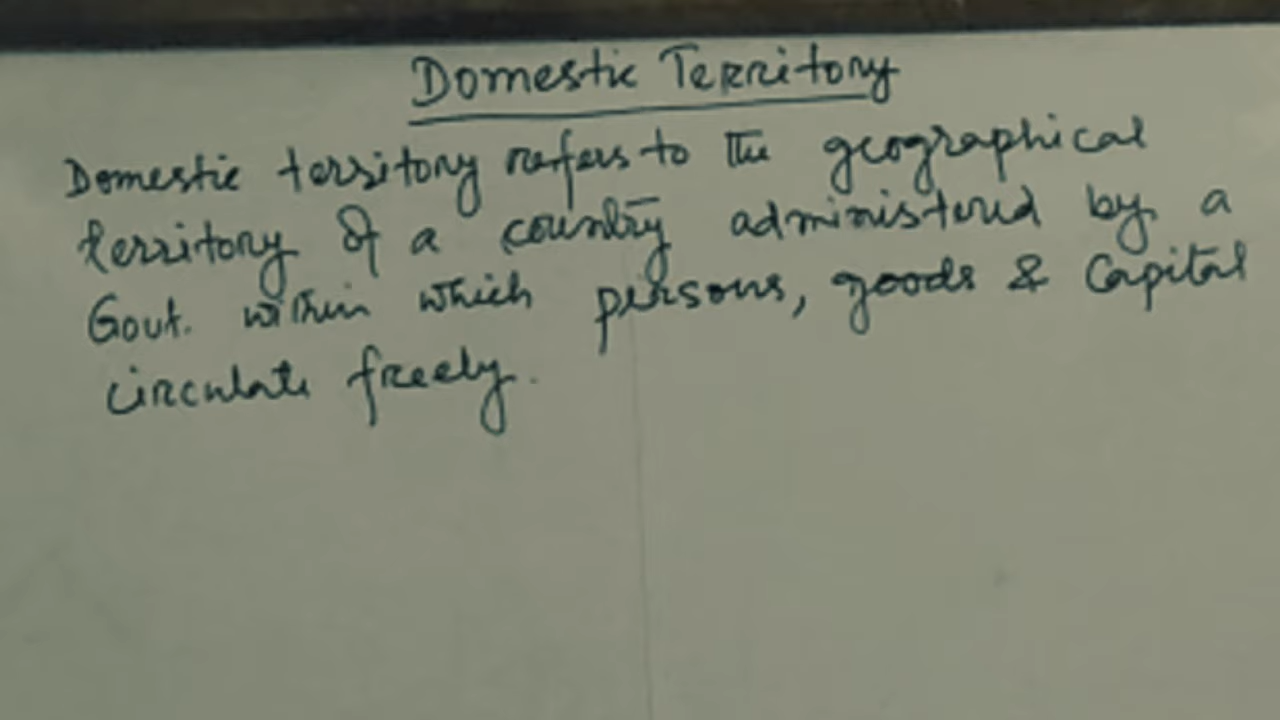 Domestic Territory
Domestic territory refers to the geographical
territory of a country administered by a
Govt. within which persons, goods & Capital
circulate freely.